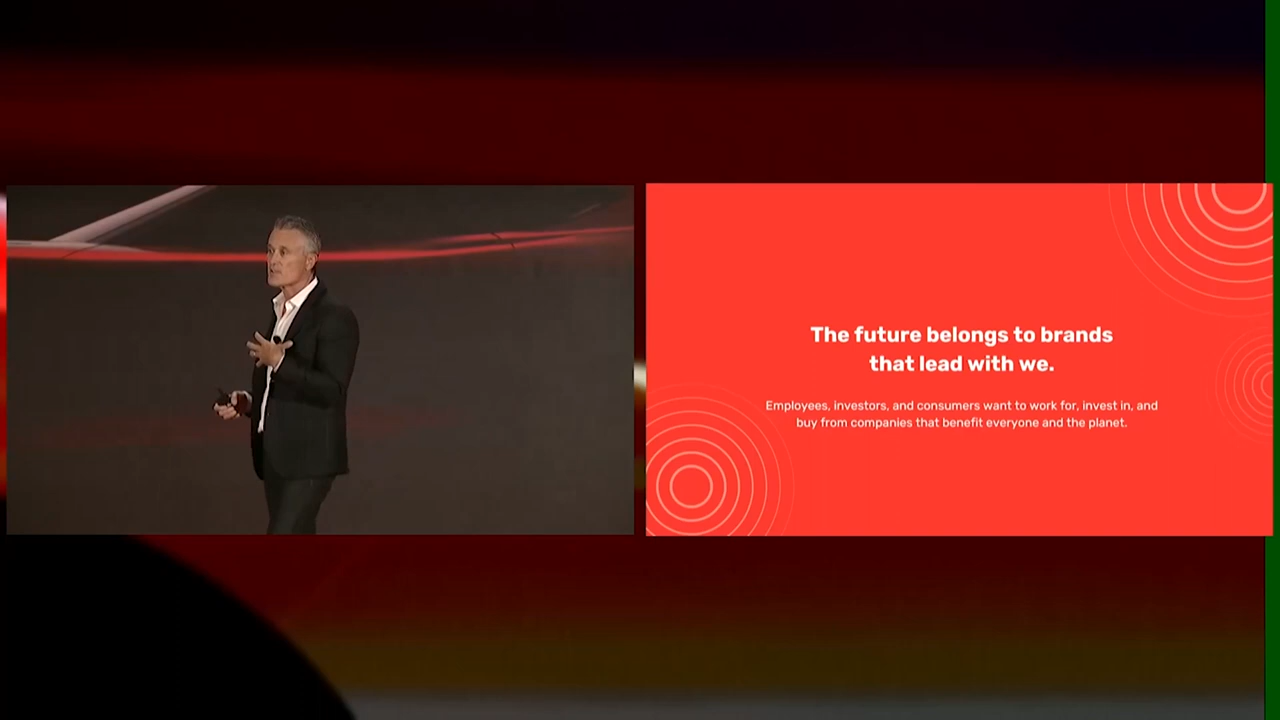 The future belongs to brands
that lead with we.
Employees, investors, and consumers want to work for, invest in, and
buy from companies that benefit everyone and the planet.